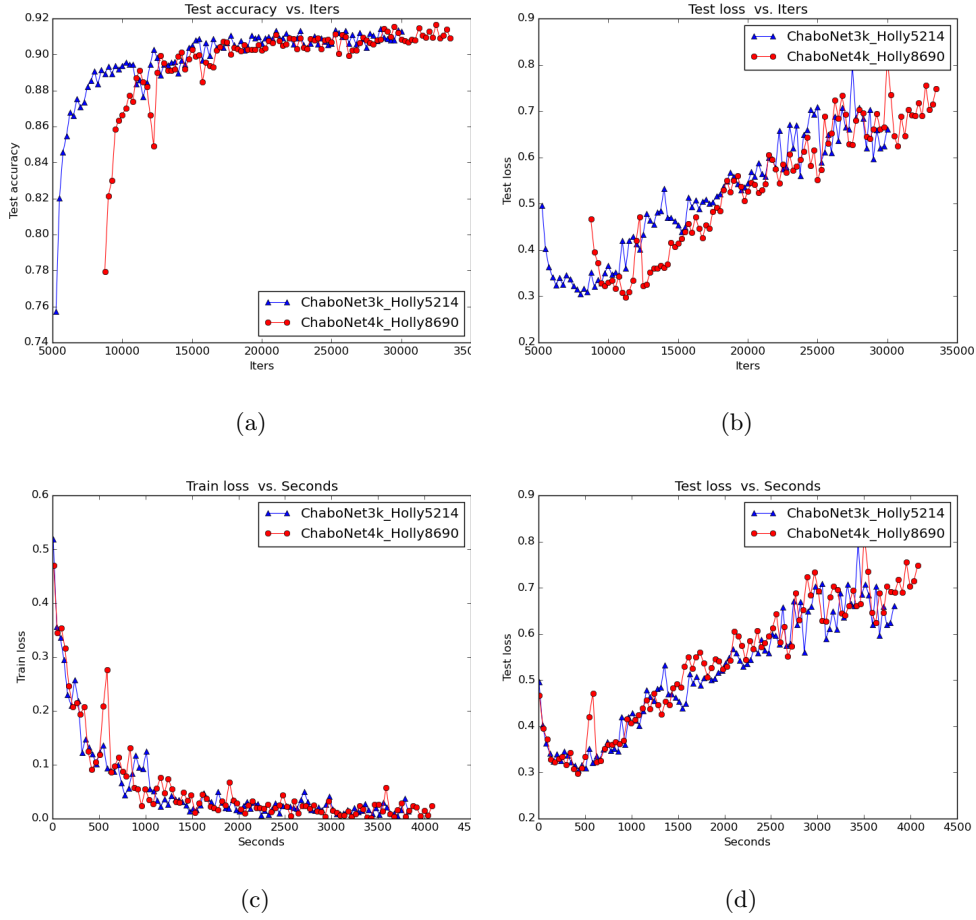 Test accuracy vs. Iters
0.92
0.90
0.88
0.86
0.84
0.82
0.80
0.78
0.76
0.74
Test accuracy
ChaboNet3k_Holly5214
ChaboNet4k_Holly8690
5000 10000 15000 20000 25000 30000 350
Iters
(a)
Test loss vs. Iters
0.9
0.8
0.7
0.6
0.5
0.4
0.3
0.2
Test loss
ChaboNet3k_Holly5214
ChaboNet4k_Holly8690
5000 10000 15000 20000 25000 30000 35000
Iters
(b)
Train loss vs. Seconds
0.6
0.5
0.4
0.3
0.2
0.1
0.0
Train loss
ChaboNet3k_Holly5214
ChaboNet4k_Holly8690
0 500 1000 1500 2000 2500 3000 3500 4000 45
Seconds
(c)
Test loss vs. Seconds
0.9
0.8
0.7
0.6
0.5
0.4
0.3
0.2
Test loss
ChaboNet3k_Holly5214
ChaboNet4k_Holly8690
0 500 1000 1500 2000 2500 3000 3500 4000 4500
Seconds
(d)